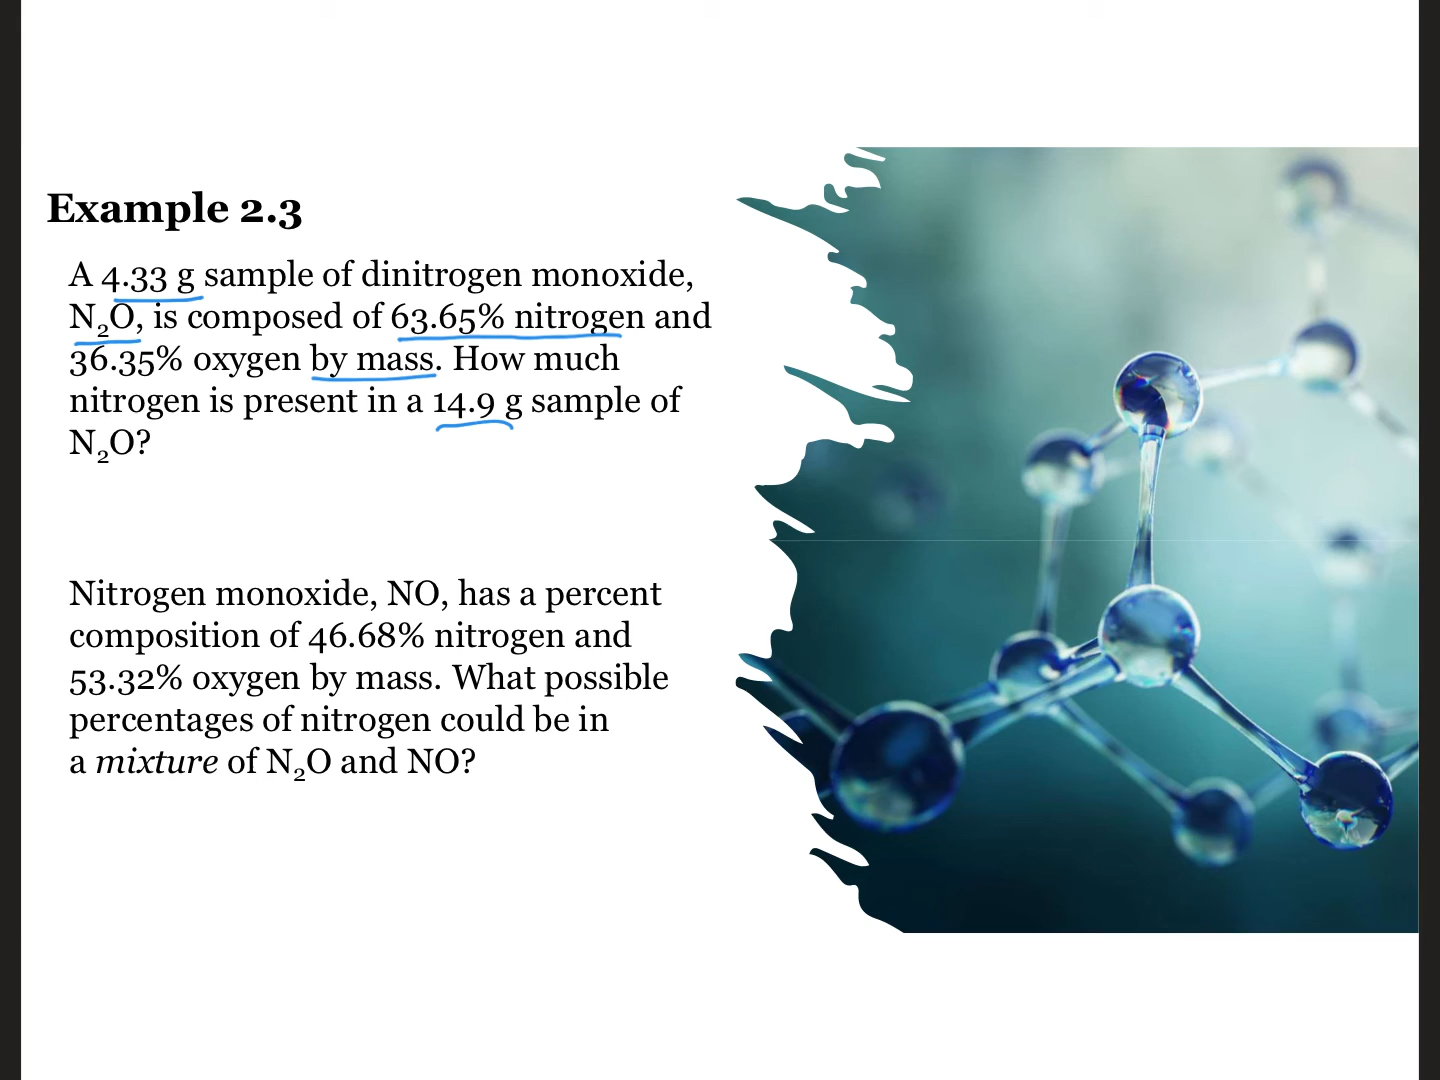 Example 2.3
A 4.33 g sample of dinitrogen monoxide,
N₂O, is composed of 63.65% nitrogen and
36.35% oxygen by mass. How much
nitrogen is present in a 14.9 g sample of
N₂O?
Nitrogen monoxide, NO, has a percent
composition of 46.68% nitrogen and
53.32% oxygen by mass. What possible
percentages of nitrogen could be in
a mixture of N₂O and NO?